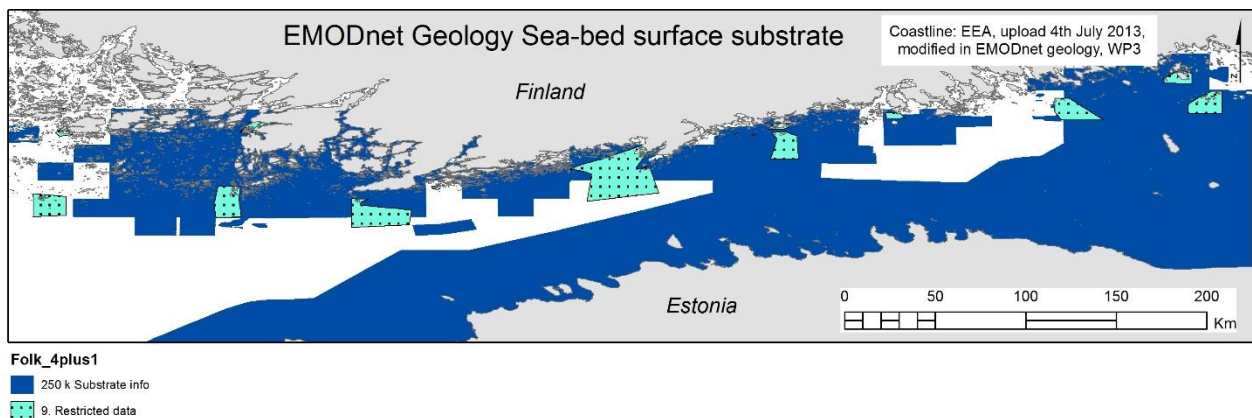 EMODnet Geology Sea-bed surface substrate
Coastline: EEA, upload 4th July 2013,
modified in EMODnet geology, WP3
N
Finland
Estonia
0 50 100 150 200
Km
Folk_4plus1
250 k Substrate info
9. Restricted data